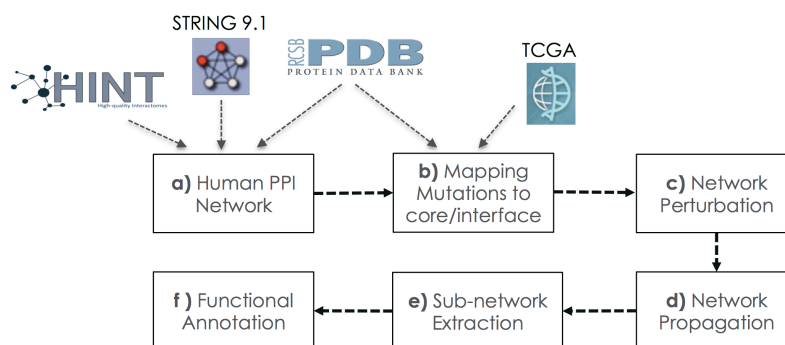 STRING 9.1
HINT
High-quality Interactomes
RCSB
PDB
PROTEIN DATA BANK
TCGA
a) Human PPI
Network
b) Mapping
Mutations to
core/interface
c) Network
Perturbation
f ) Functional
Annotation
e) Sub-network
Extraction
d) Network
Propagation